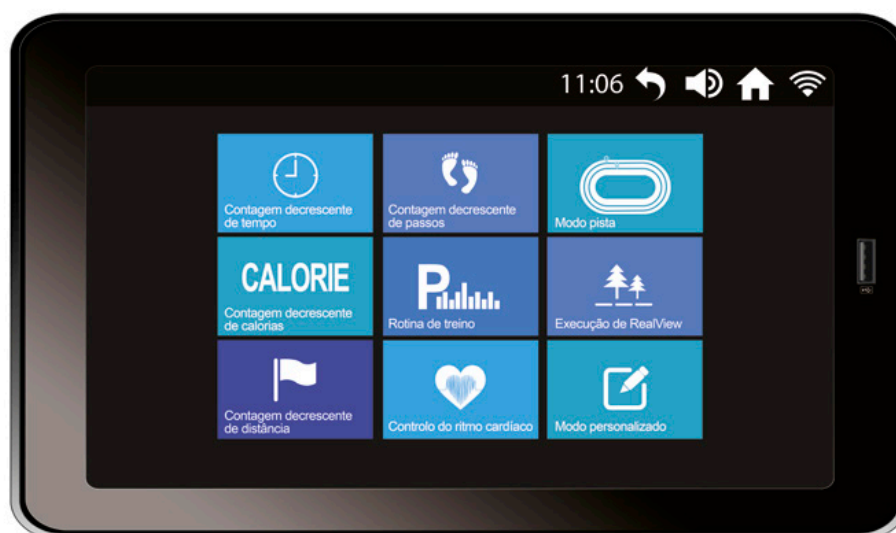 11:06
Contagem decrescente
de tempo
Contagem decrescente
de passos
Modo pista
CALORIE
Contagem decrescente
de calorias
P
Rotina de treino
Execução de RealView
Contagem decrescente
de distância
Controlo do ritmo cardíaco
Modo personalizado